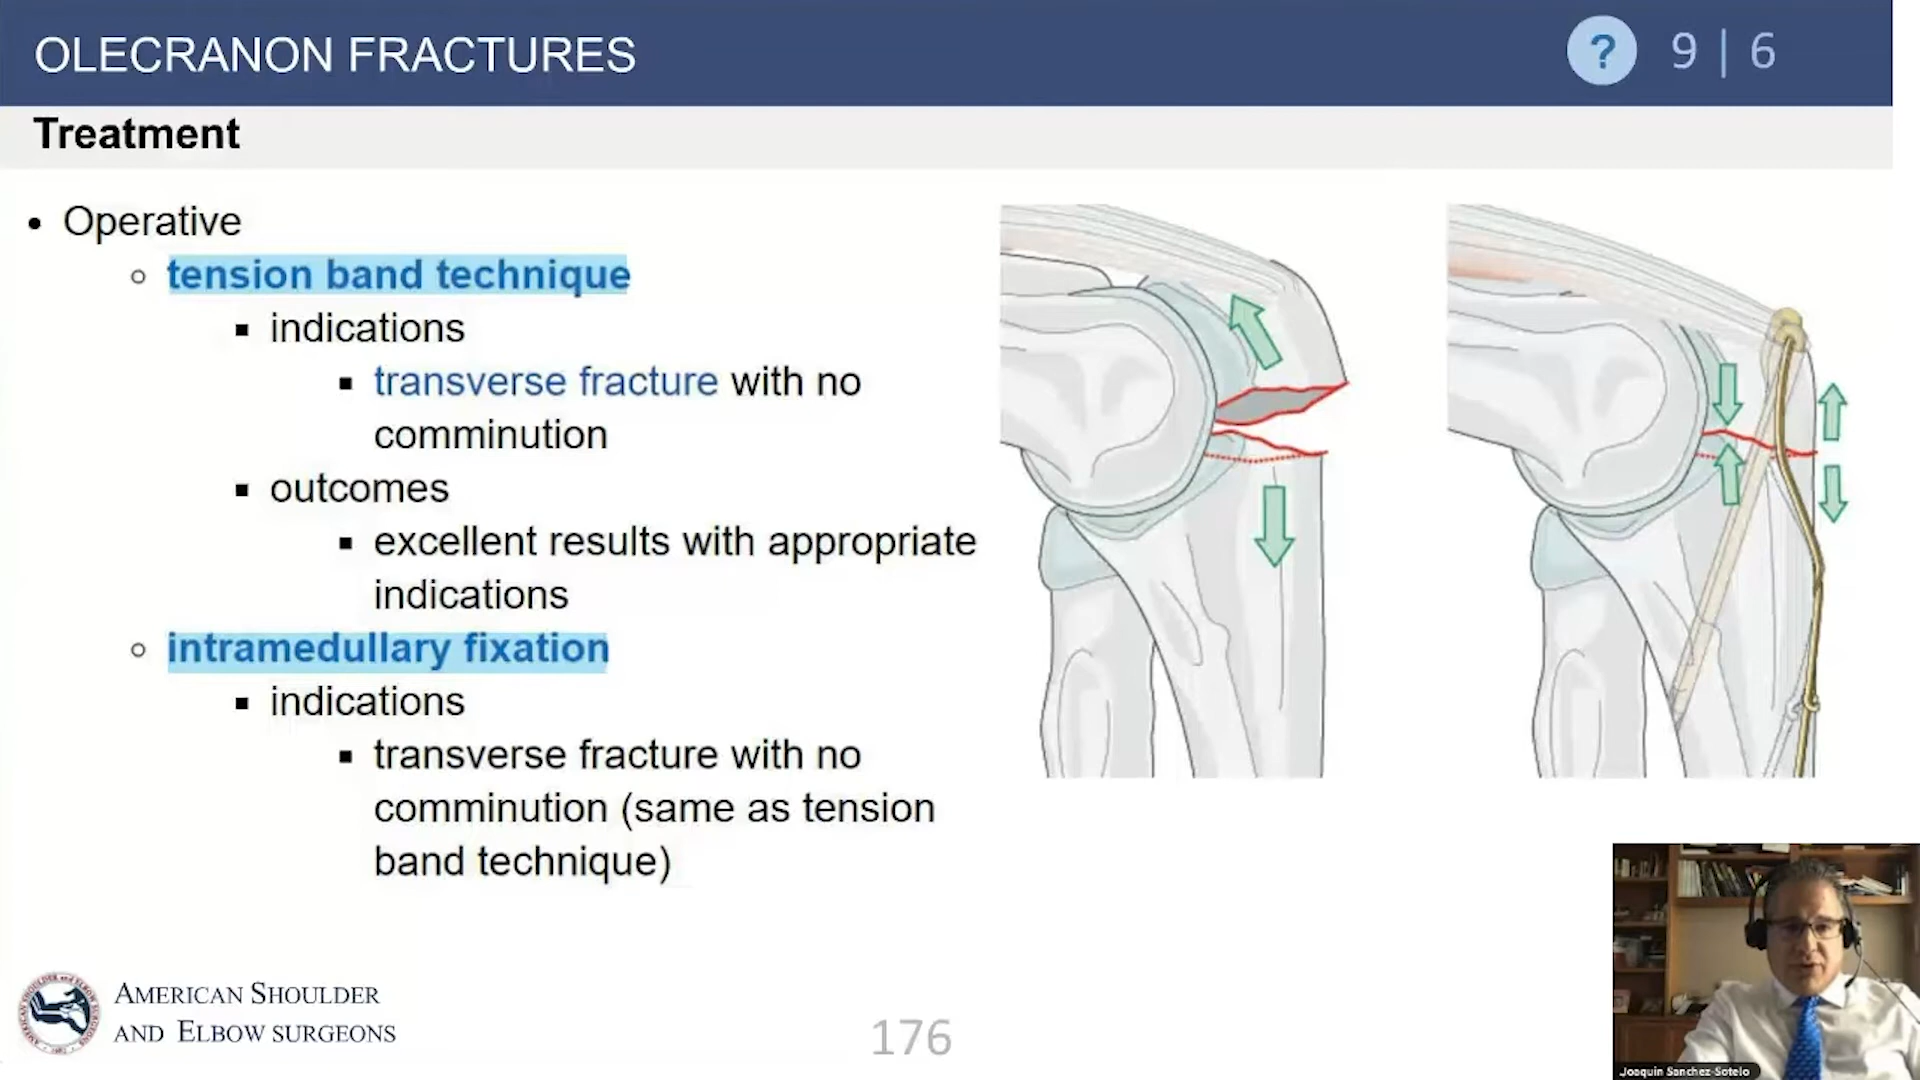 OLECRANON FRACTURES
? 9 | 6
Treatment
• Operative
tension band technique
indications
transverse fracture with no
comminution
outcomes
excellent results with appropriate
indications
intramedullary fixation
indications
transverse fracture with no
comminution (same as tension
band technique)
AMERICAN SHOULDER
AND ELBOW SURGEONS
176
Joaquin Sanchez-Sotelo